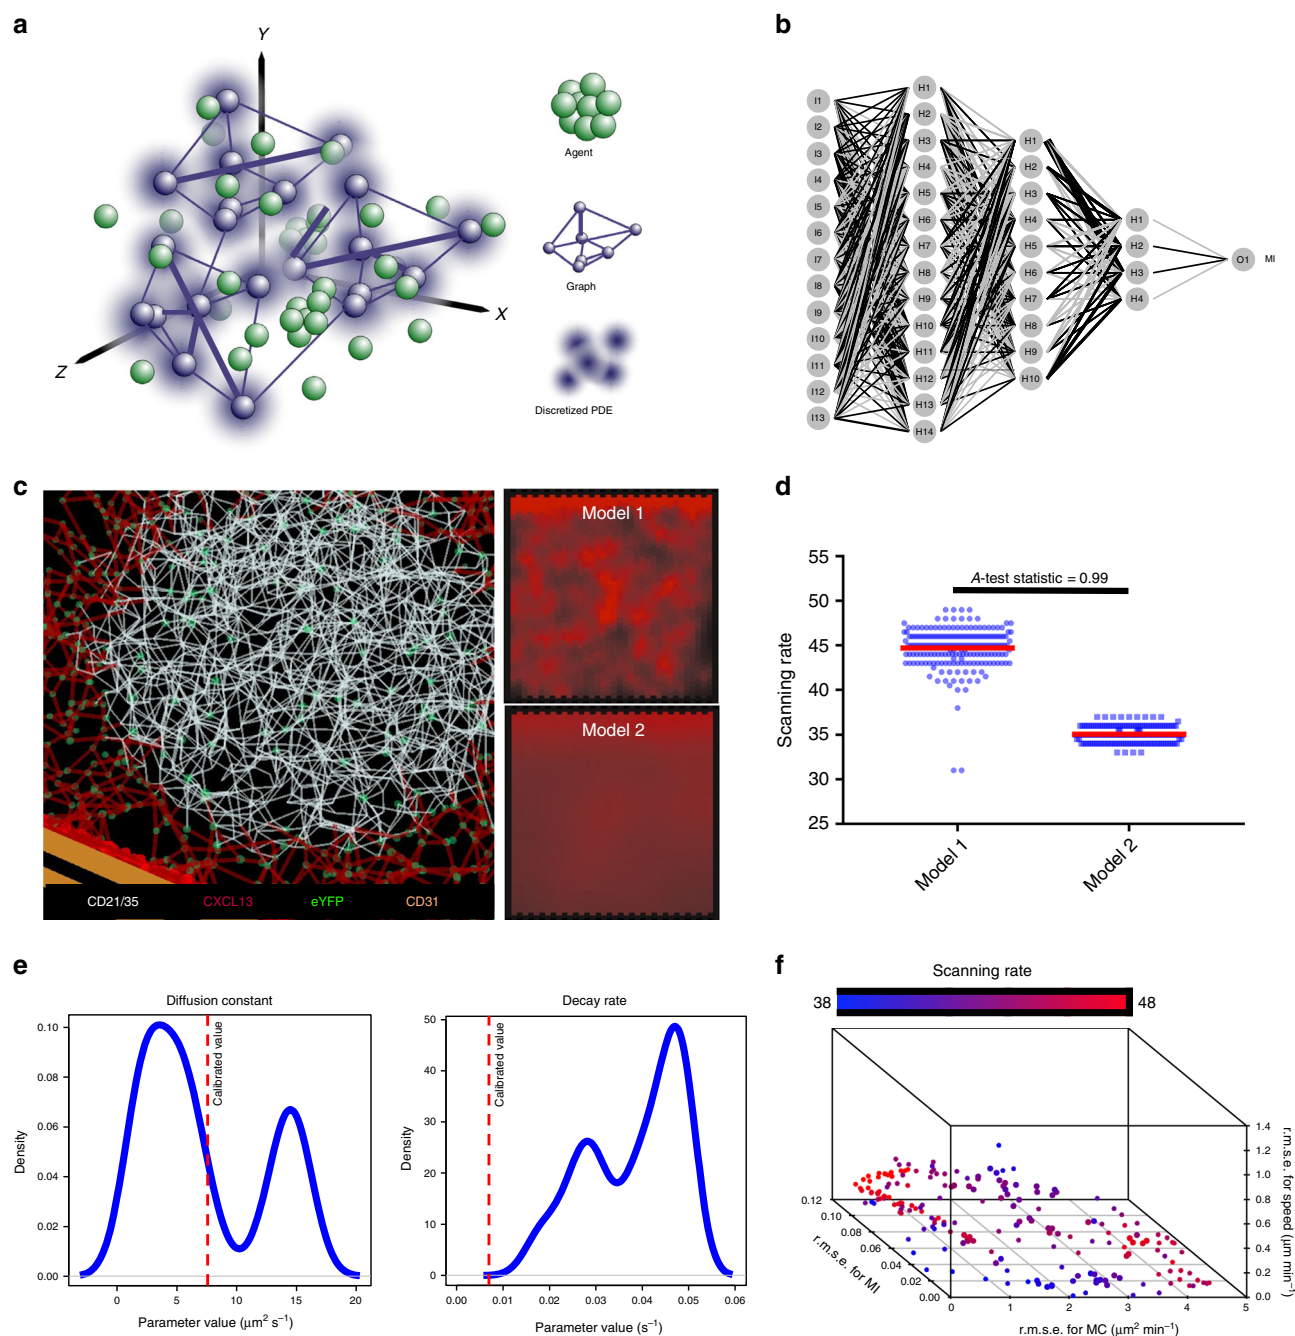 a
Y
X
Z
Agent
Graph
Discretized PDE
b
I1
I2
I3
I4
I5
I6
I7
I8
I9
I10
I11
I12
I13
H1
H2
H3
H4
H5
H6
H7
H8
H9
H10
H11
H12
H13
H14
H1
H2
H3
H4
H5
H6
H7
H8
H9
H10
H1
H2
H3
H4
O1
MI
c
CD21/35 CXCL13 eYFP CD31
Model 1
Model 2
d
Scanning rate
55
50
45
40
35
30
25
A-test statistic = 0.99
Model 1
Model 2
e
Diffusion constant
Density
0.10
0.08
0.06
0.04
0.02
0.00
Calibrated value
0 5 10 15 20
Parameter value (μm² s⁻¹)
Decay rate
Density
50
40
30
20
10
0
Calibrated value
0.00 0.01 0.02 0.03 0.04 0.05 0.06
Parameter value (s⁻¹)
f
Scanning rate
38 48
0.12
0.10
0.08
0.06
0.04
0.02
0.00
r.m.s.e. for MI
0 1 2 3 4 5
r.m.s.e. for MC (μm² min⁻¹)
1.4
1.2
1.0
0.8
0.6
0.4
0.2
0.0
r.m.s.e. for speed (μm min⁻¹)